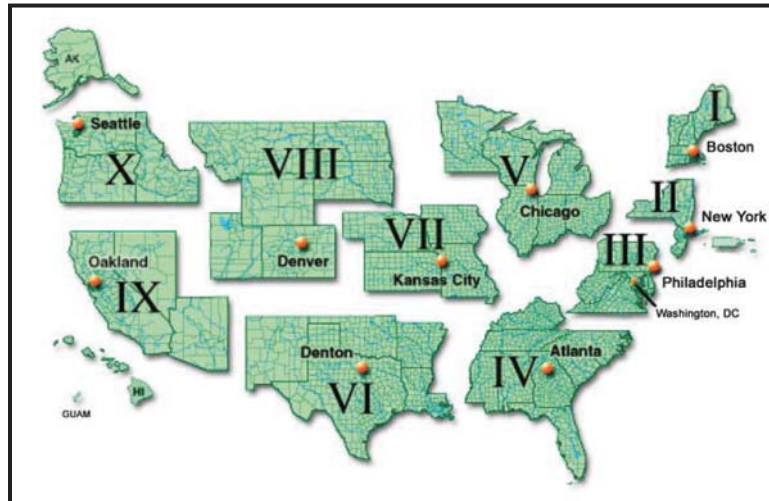 AK
Seattle
X
VIII
V
I
Boston
II
New York
Chicago
VII
III
Oakland
Denver
Kansas City
Philadelphia
IX
Washington, DC
Denton
Atlanta
IV
VI
HI
GUAM